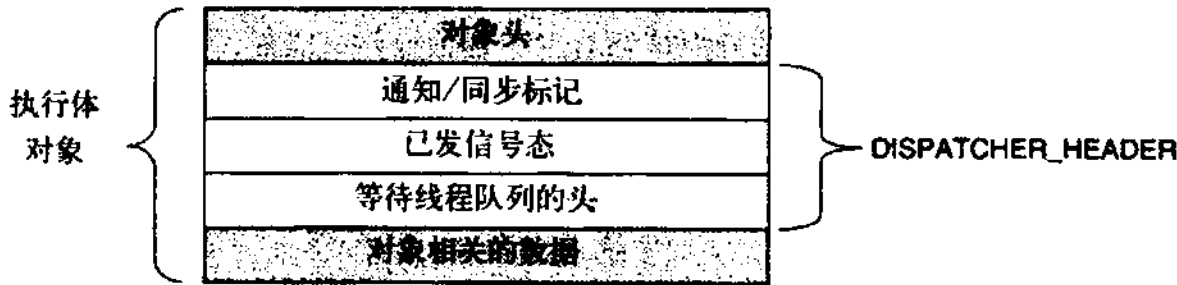 对象头
通知/同步标记
已发信号态
等待线程队列的头
对象相关的数据
执行体
对象
DISPATCHER_HEADER